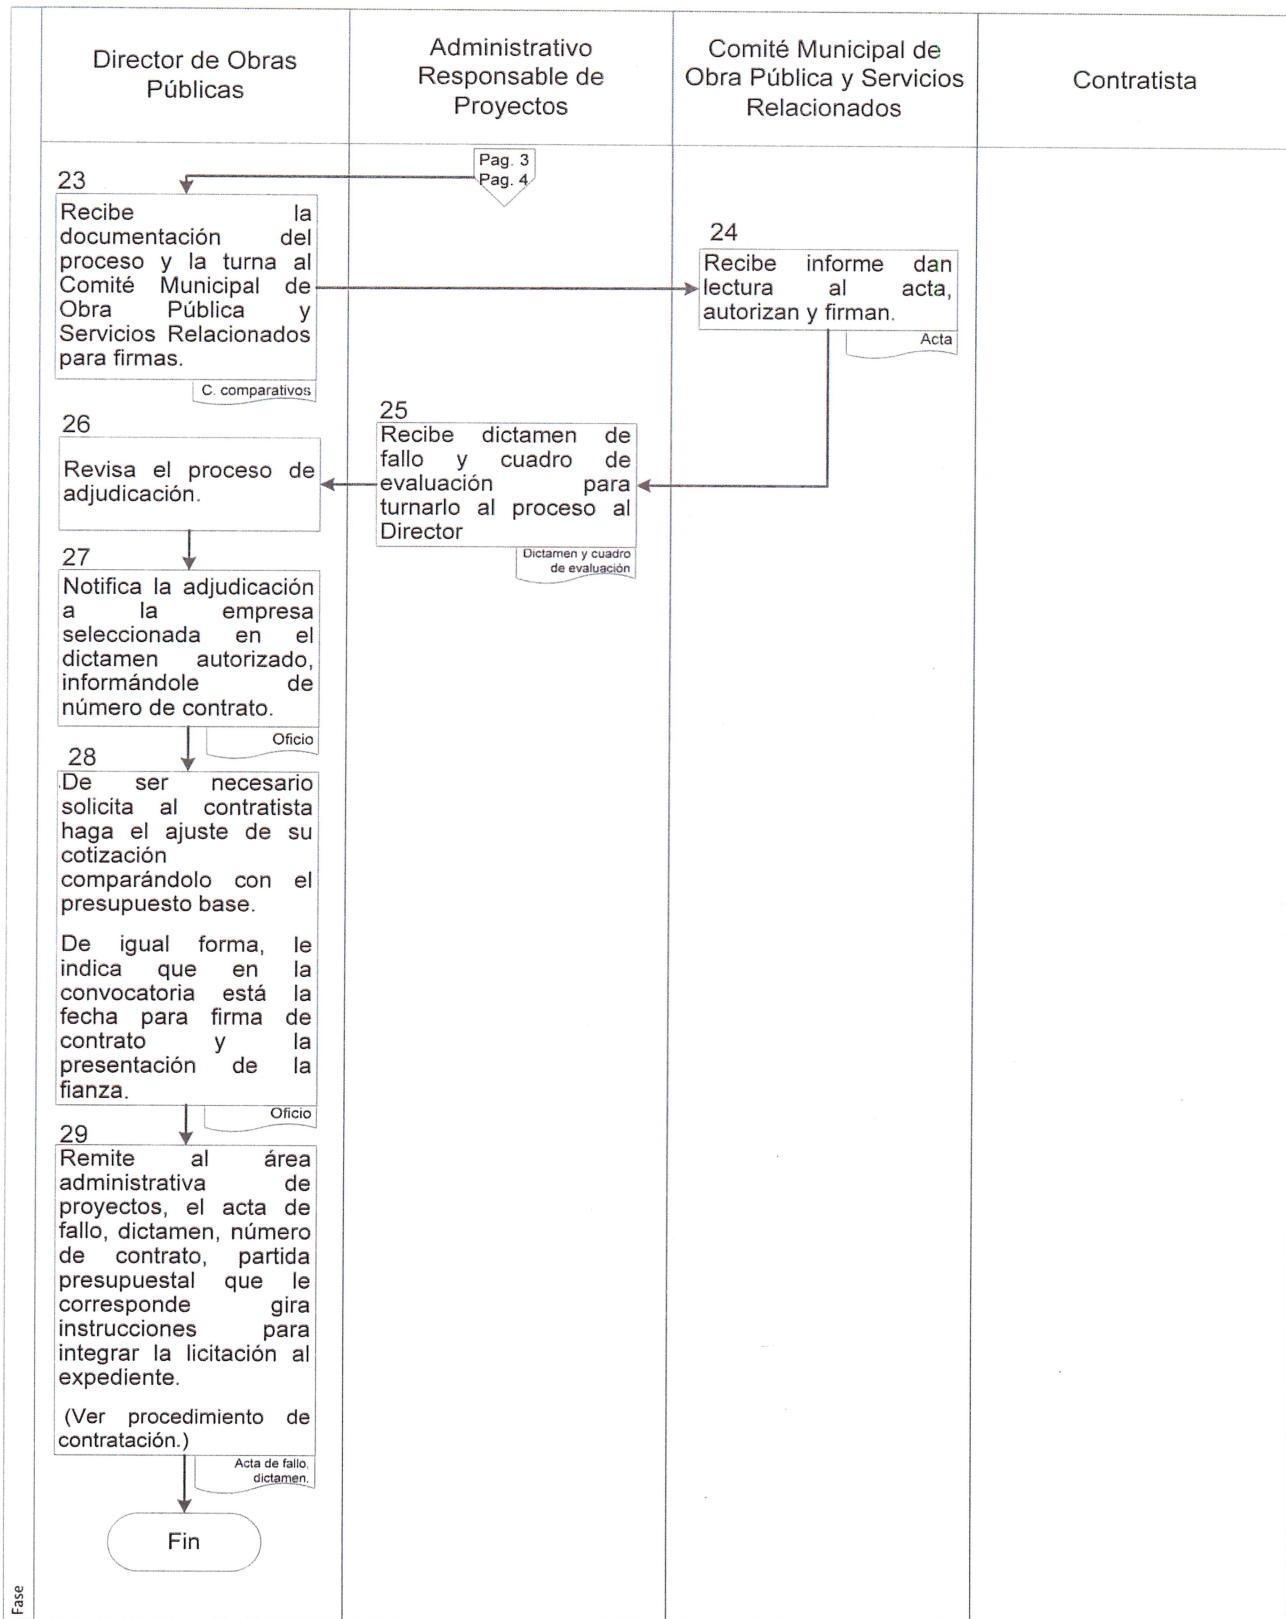 Director de Obras
Públicas
Administrativo
Responsable de
Proyectos
Comité Municipal de
Obra Pública y Servicios
Relacionados
Contratista
Pag. 3
Pag. 4
23
Recibe la
documentación del
proceso y la turna al
Comité Municipal de
Obra Pública y
Servicios Relacionados
para firmas.
C. comparativos
24
Recibe informe dan
lectura al acta,
autorizan y firman.
Acta
25
Recibe dictamen de
fallo y cuadro de
evaluación para
turnarlo al proceso al
Director
Dictamen y cuadro
de evaluación
26
Revisa el proceso de
adjudicación.
27
Notifica la adjudicación
a la empresa
seleccionada en el
dictamen autorizado,
informándole de
número de contrato.
Oficio
28
De ser necesario
solicita al contratista
haga el ajuste de su
cotización
comparándolo con el
presupuesto base.
De igual forma, le
indica que en la
convocatoria está la
fecha para firma de
contrato y la
presentación de la
fianza.
Oficio
29
Remite al área
administrativa de
proyectos, el acta de
fallo, dictamen, número
de contrato, partida
presupuestal que le
corresponde gira
instrucciones para
integrar la licitación al
expediente.
(Ver procedimiento de
contratación.)
Acta de fallo,
dictamen.
Fin
Fase